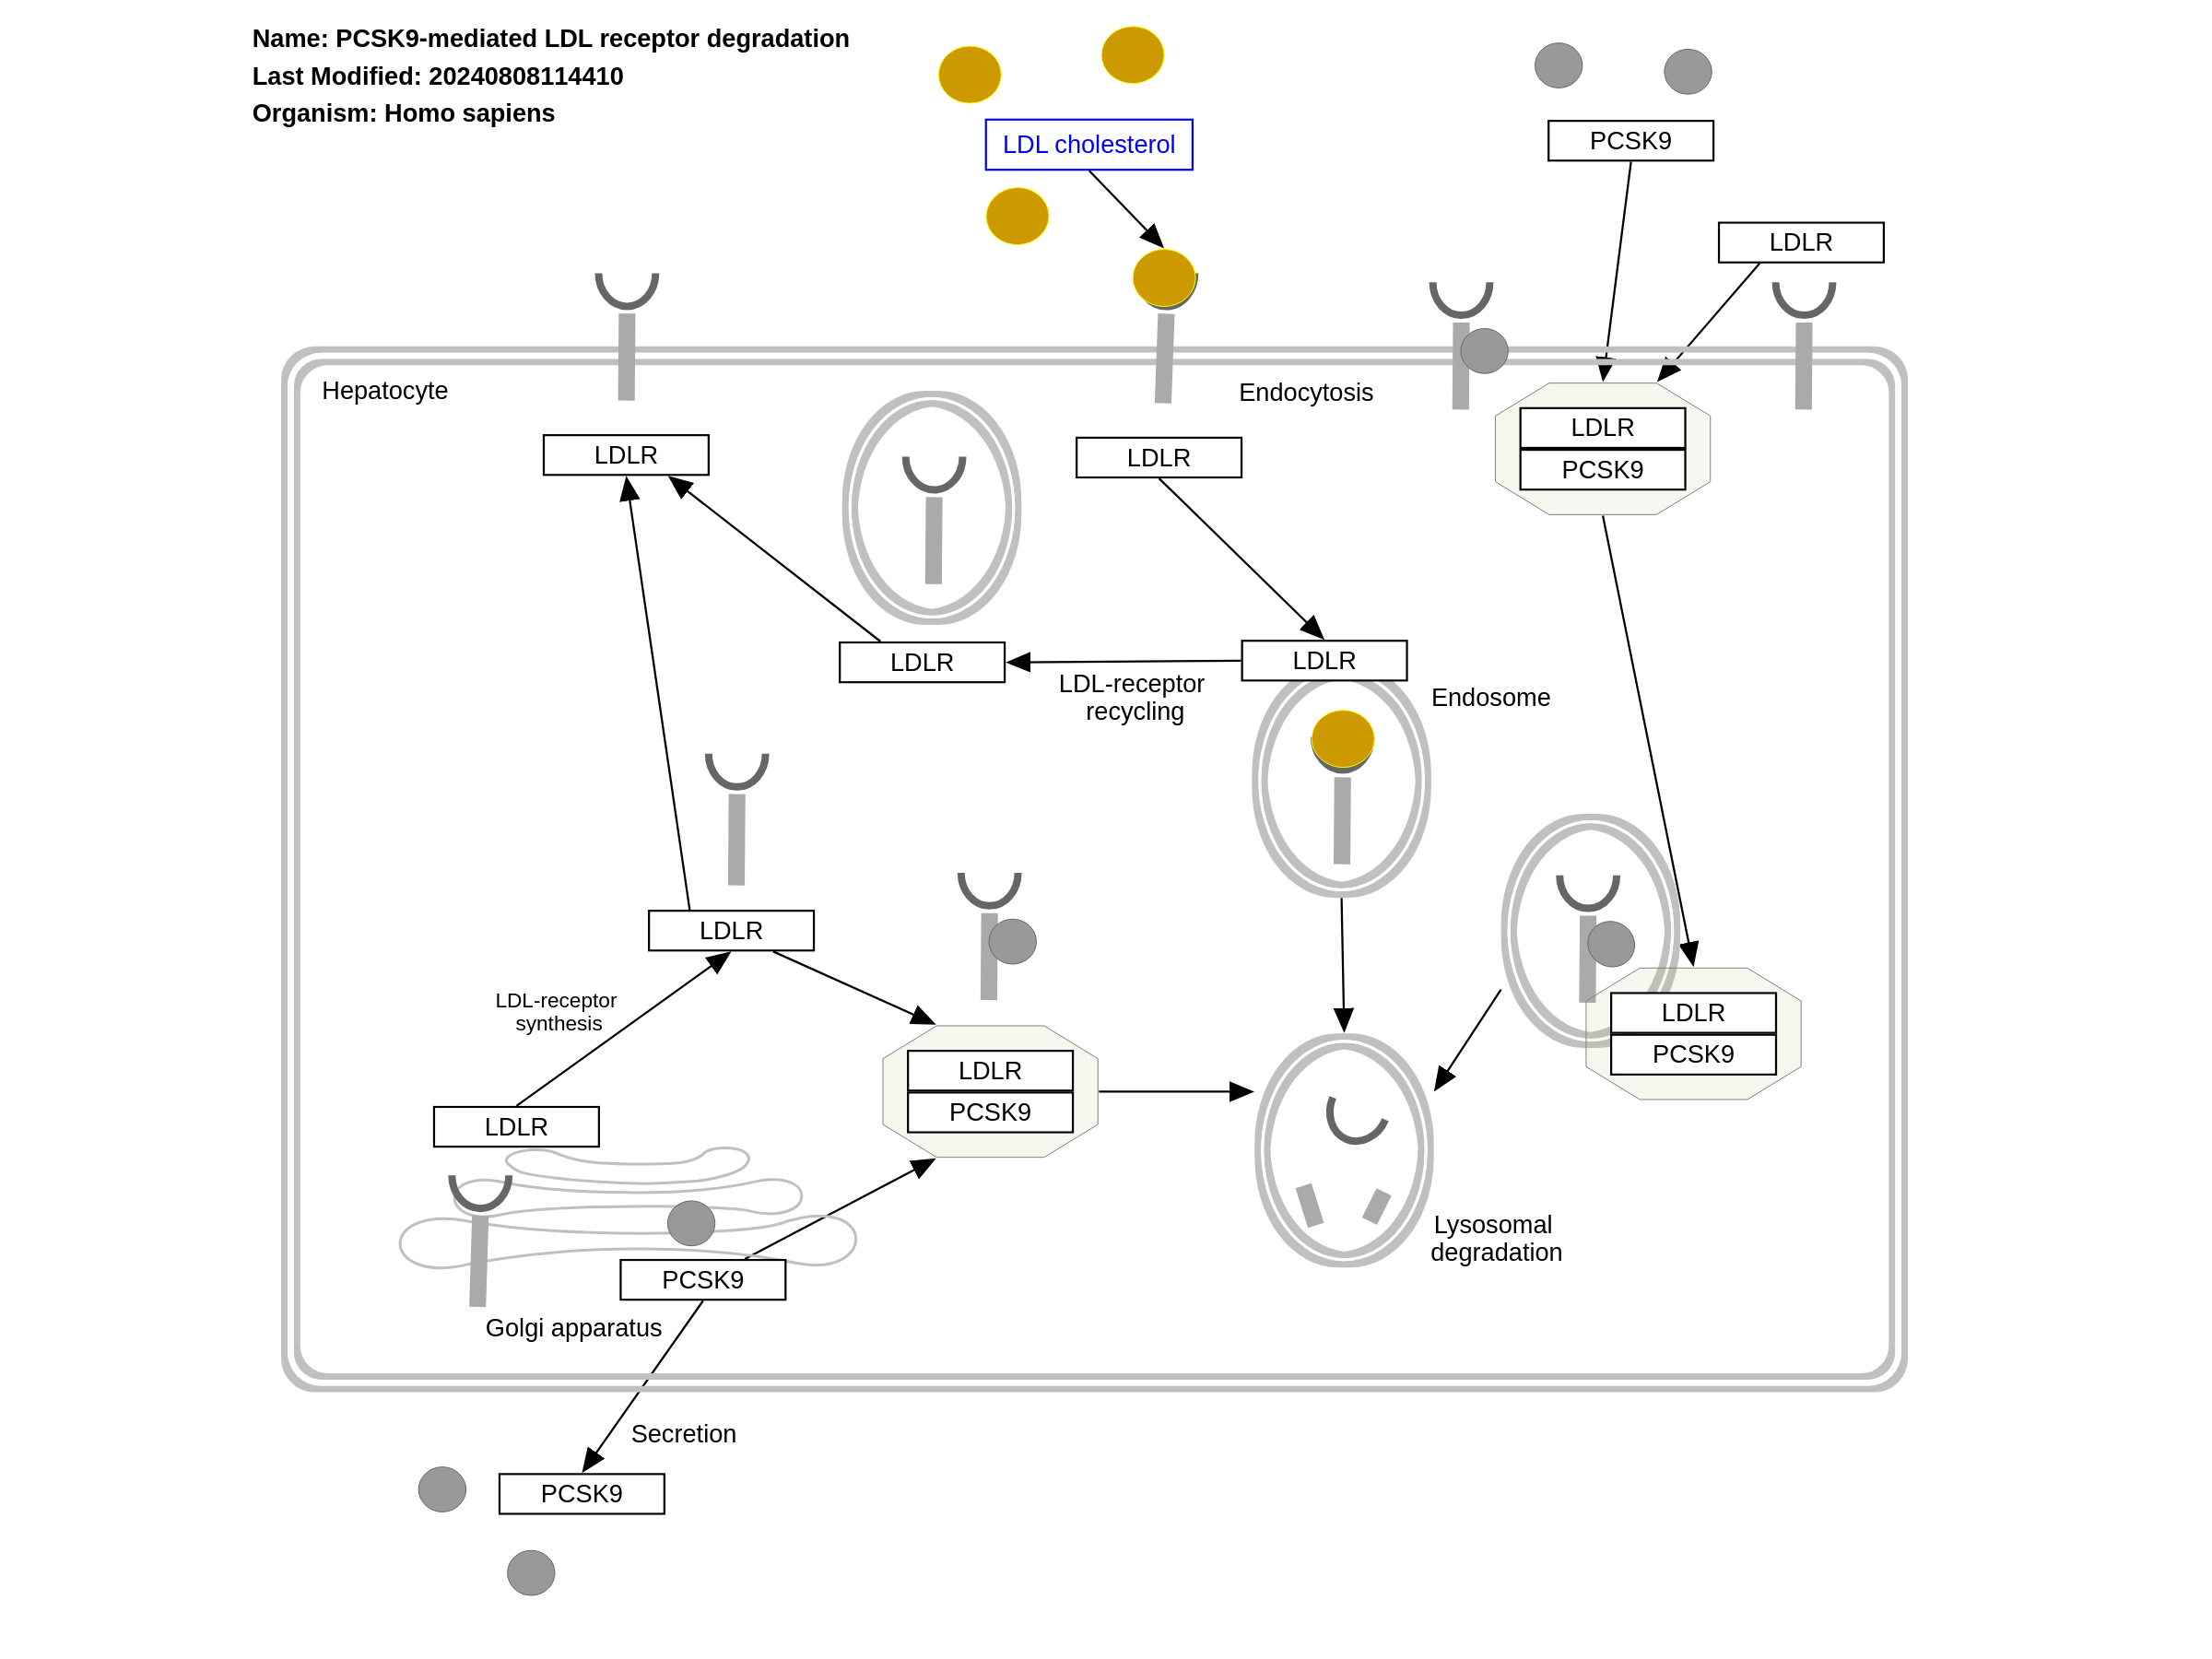 Name: PCSK9-mediated LDL receptor degradation
Last Modified: 20240808114410
Organism: Homo sapiens
LDL cholesterol
PCSK9
LDLR
Hepatocyte
Endocytosis
LDLR
PCSK9
LDLR
LDLR
LDLR
LDLR
LDL-receptor
recycling
Endosome
LDLR
LDL-receptor
synthesis
LDLR
PCSK9
LDLR
PCSK9
LDLR
Lysosomal
degradation
PCSK9
Golgi apparatus
Secretion
PCSK9